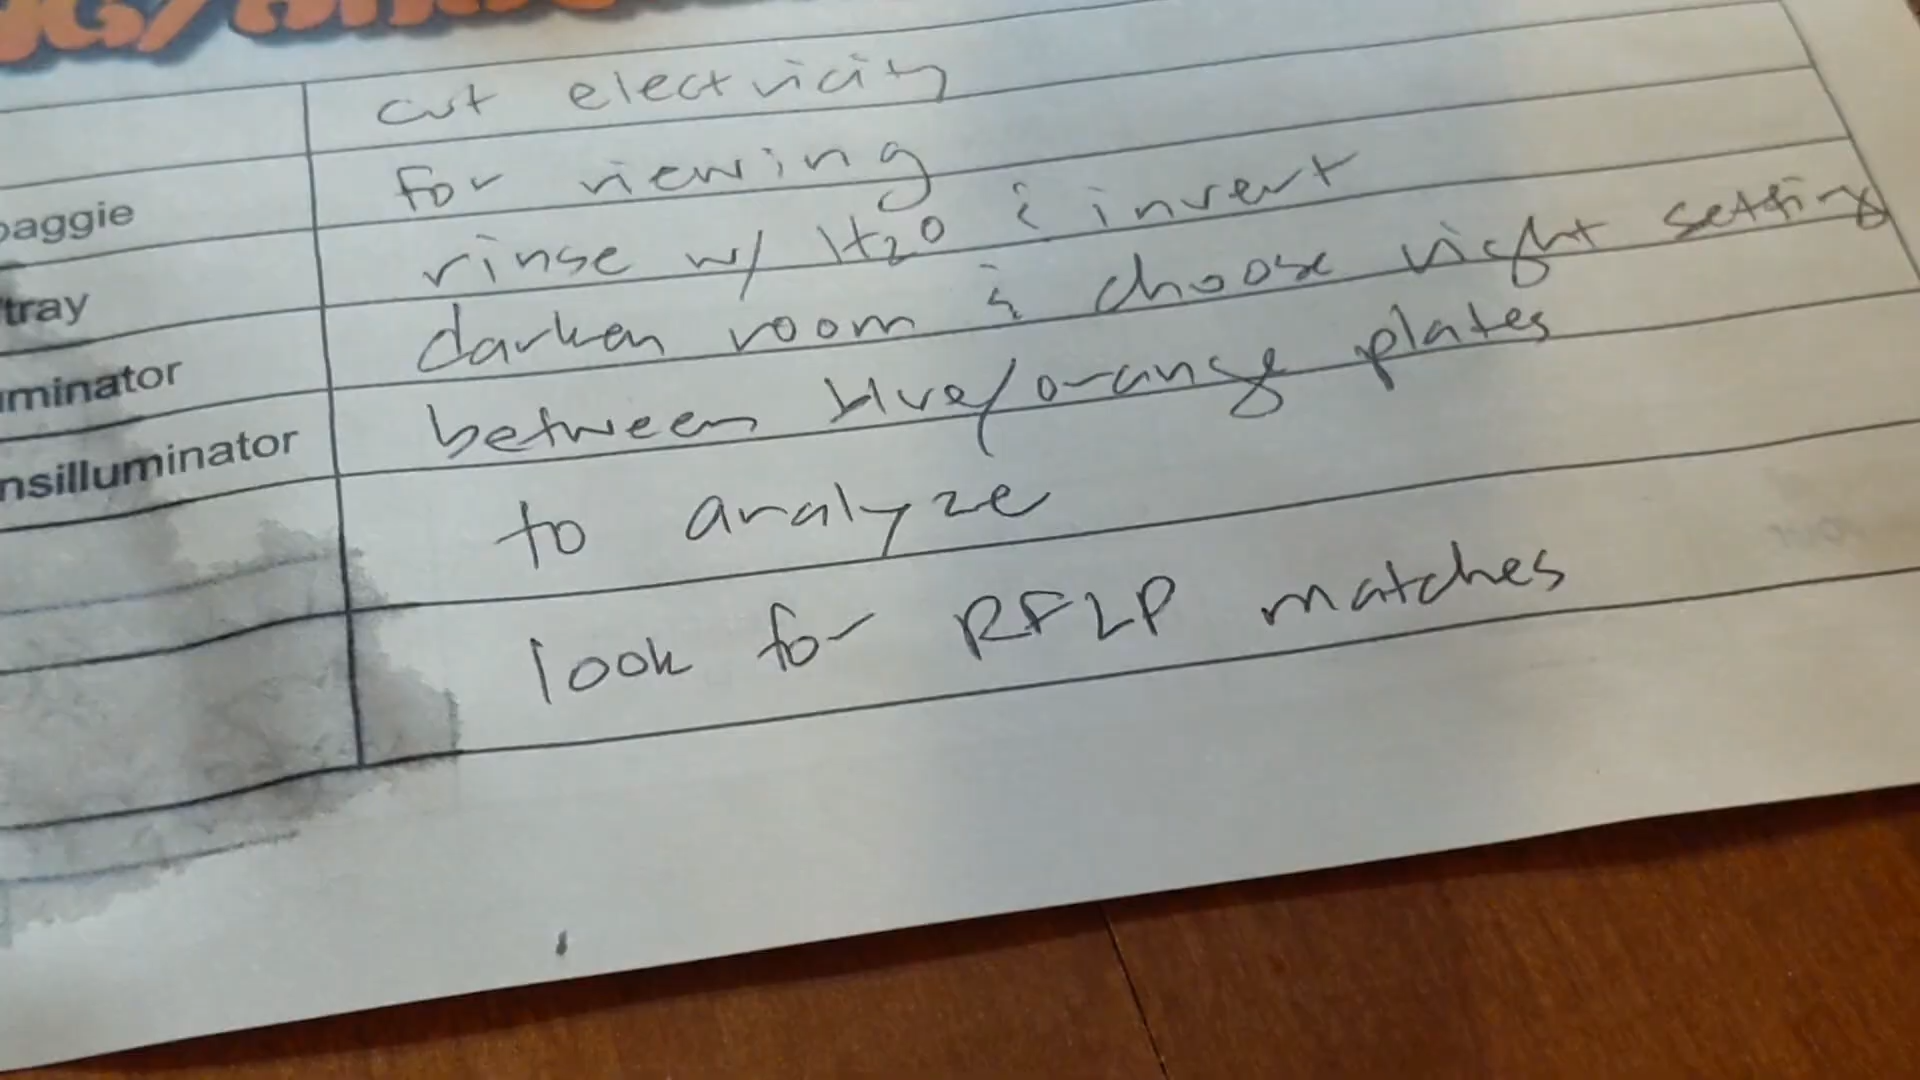 cut electricity
baggie for viewing
tray rinse w/ H2O & invert
minator darken room & choose right setting
nsilluminator between blue/orange plates
to analyze
look for RFLP matches